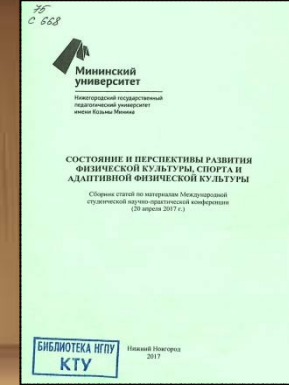 75
С 668
Мининский
университет
Нижегородский государственный
педагогический университет
имени Козьмы Минина
СОСТОЯНИЕ И ПЕРСПЕКТИВЫ РАЗВИТИЯ
ФИЗИЧЕСКОЙ КУЛЬТУРЫ, СПОРТА И
АДАПТИВНОЙ ФИЗИЧЕСКОЙ КУЛЬТУРЫ
Сборник статей по материалам Международной
студенческой научно-практической конференции
(20 апреля 2017 г.)
БИБЛИОТЕКА НГПУ
КТУ
Нижний Новгород
2017